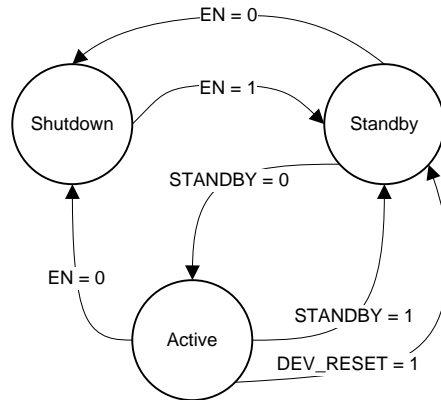 EN = 0
EN = 1
Shutdown
Standby
STANDBY = 0
EN = 0
STANDBY = 1
Active
DEV_RESET = 1